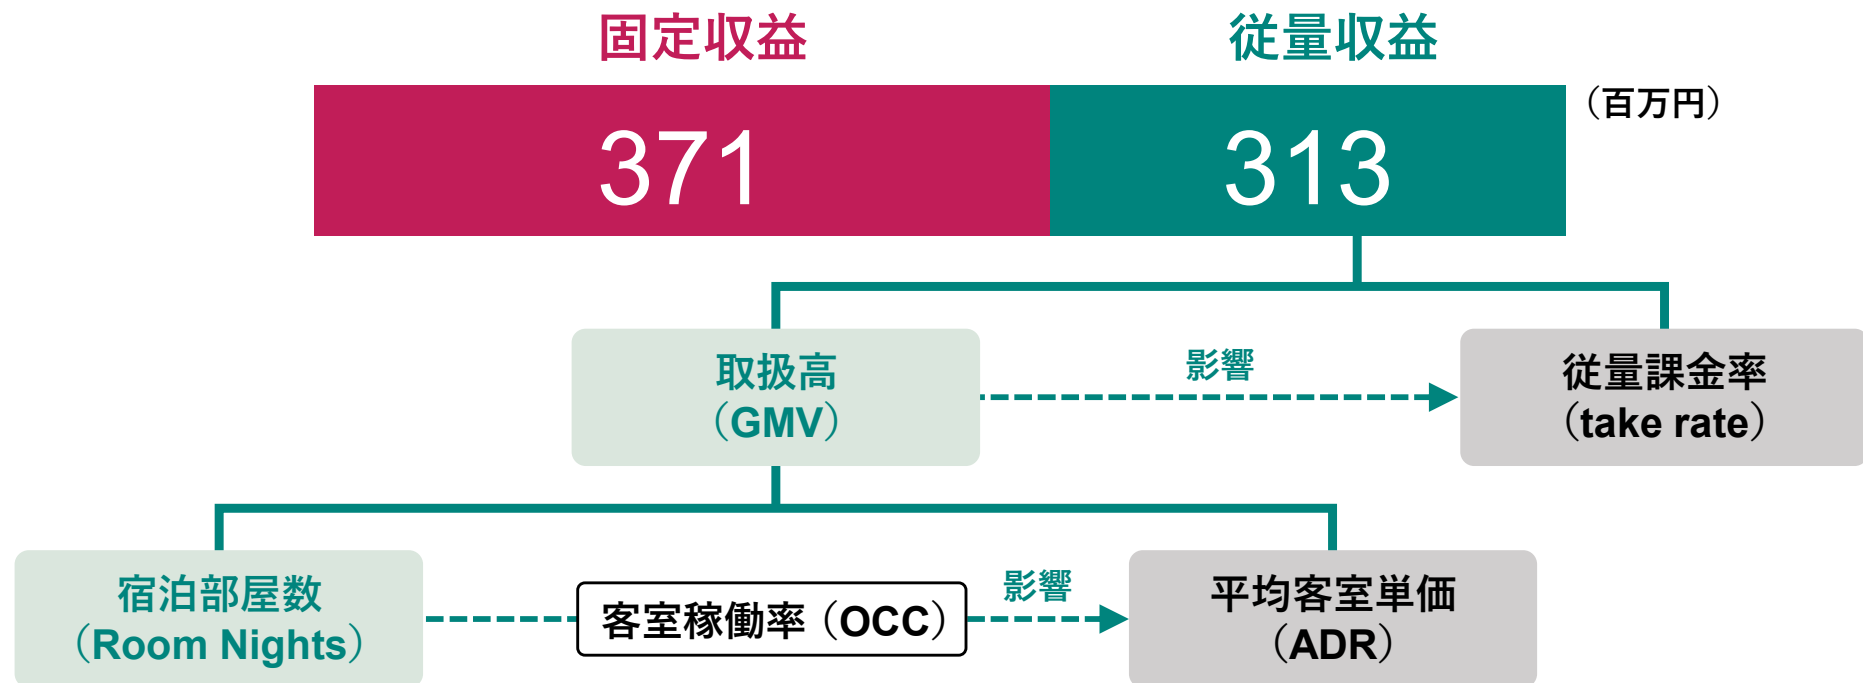 固定収益
従量収益
371
313
（百万円）
取扱高
（GMV）
影響
従量課金率
（take rate）
宿泊部屋数
（Room Nights）
客室稼働率（OCC）
影響
平均客室単価
（ADR）